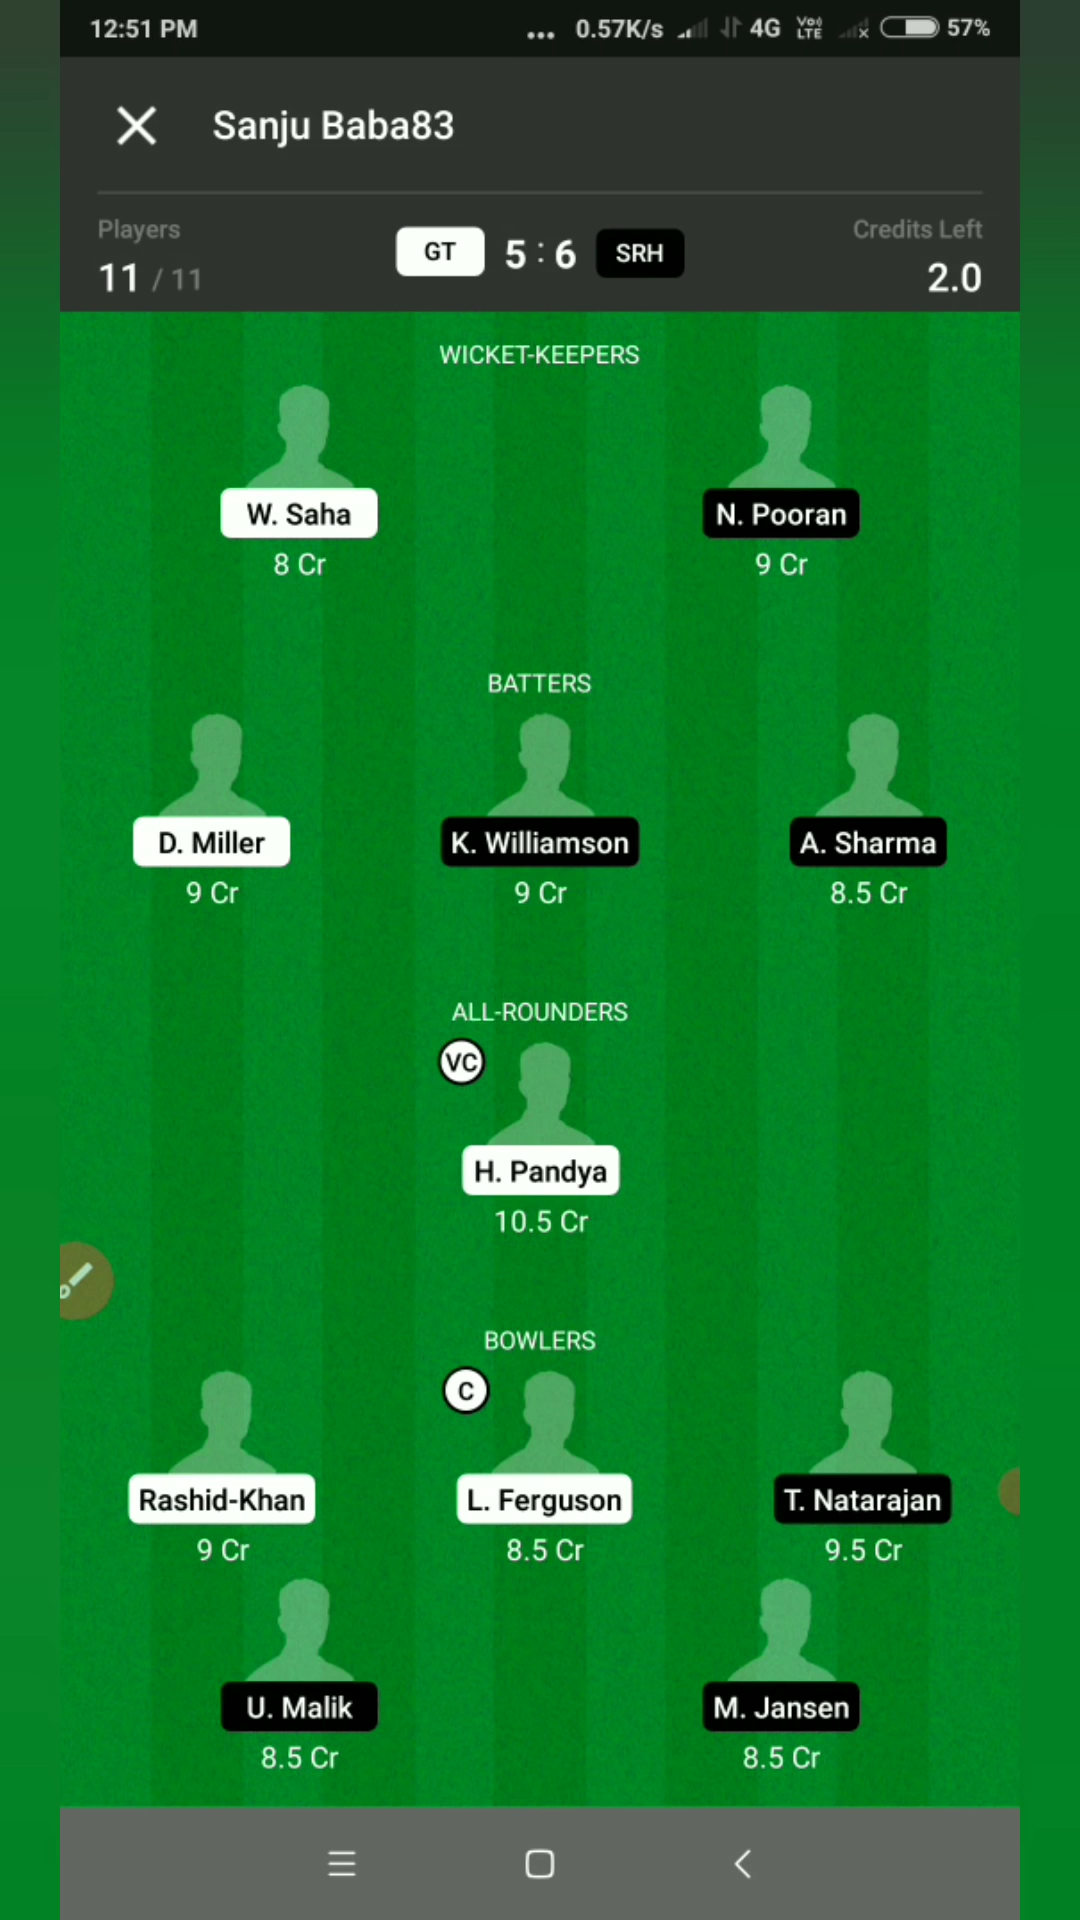 12:51 PM ... 0.57K/s 4G Vo) LTE 57%
Sanju Baba83
Players Credits Left
GT 5 : 6 SRH
11 / 11 2.0
WICKET-KEEPERS
W. Saha N. Pooran
8 Cr 9 Cr
BATTERS
D. Miller K. Williamson A. Sharma
9 Cr 9 Cr 8.5 Cr
ALL-ROUNDERS
VC
H. Pandya
10.5 Cr
BOWLERS
C
Rashid-Khan L. Ferguson T. Natarajan
9 Cr 8.5 Cr 9.5 Cr
U. Malik M. Jansen
8.5 Cr 8.5 Cr